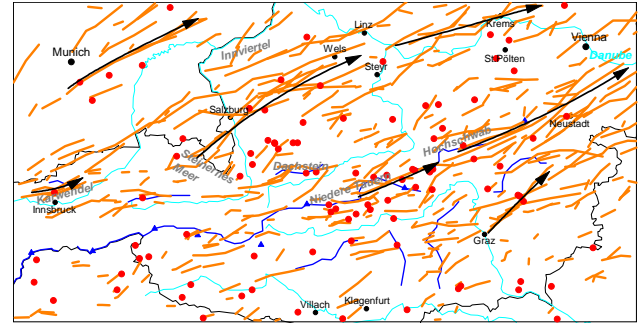 Krems
Linz
Vienna
Innviertel
Wels
Munich
St.Pölten
Danube
Steyr
Salzburg
Neustadt
Hochschwab
Steinernes
Meer
Dachstein
Niedere Tauern
Karwendel
Innsbruck
Graz
Villach
Klagenfurt